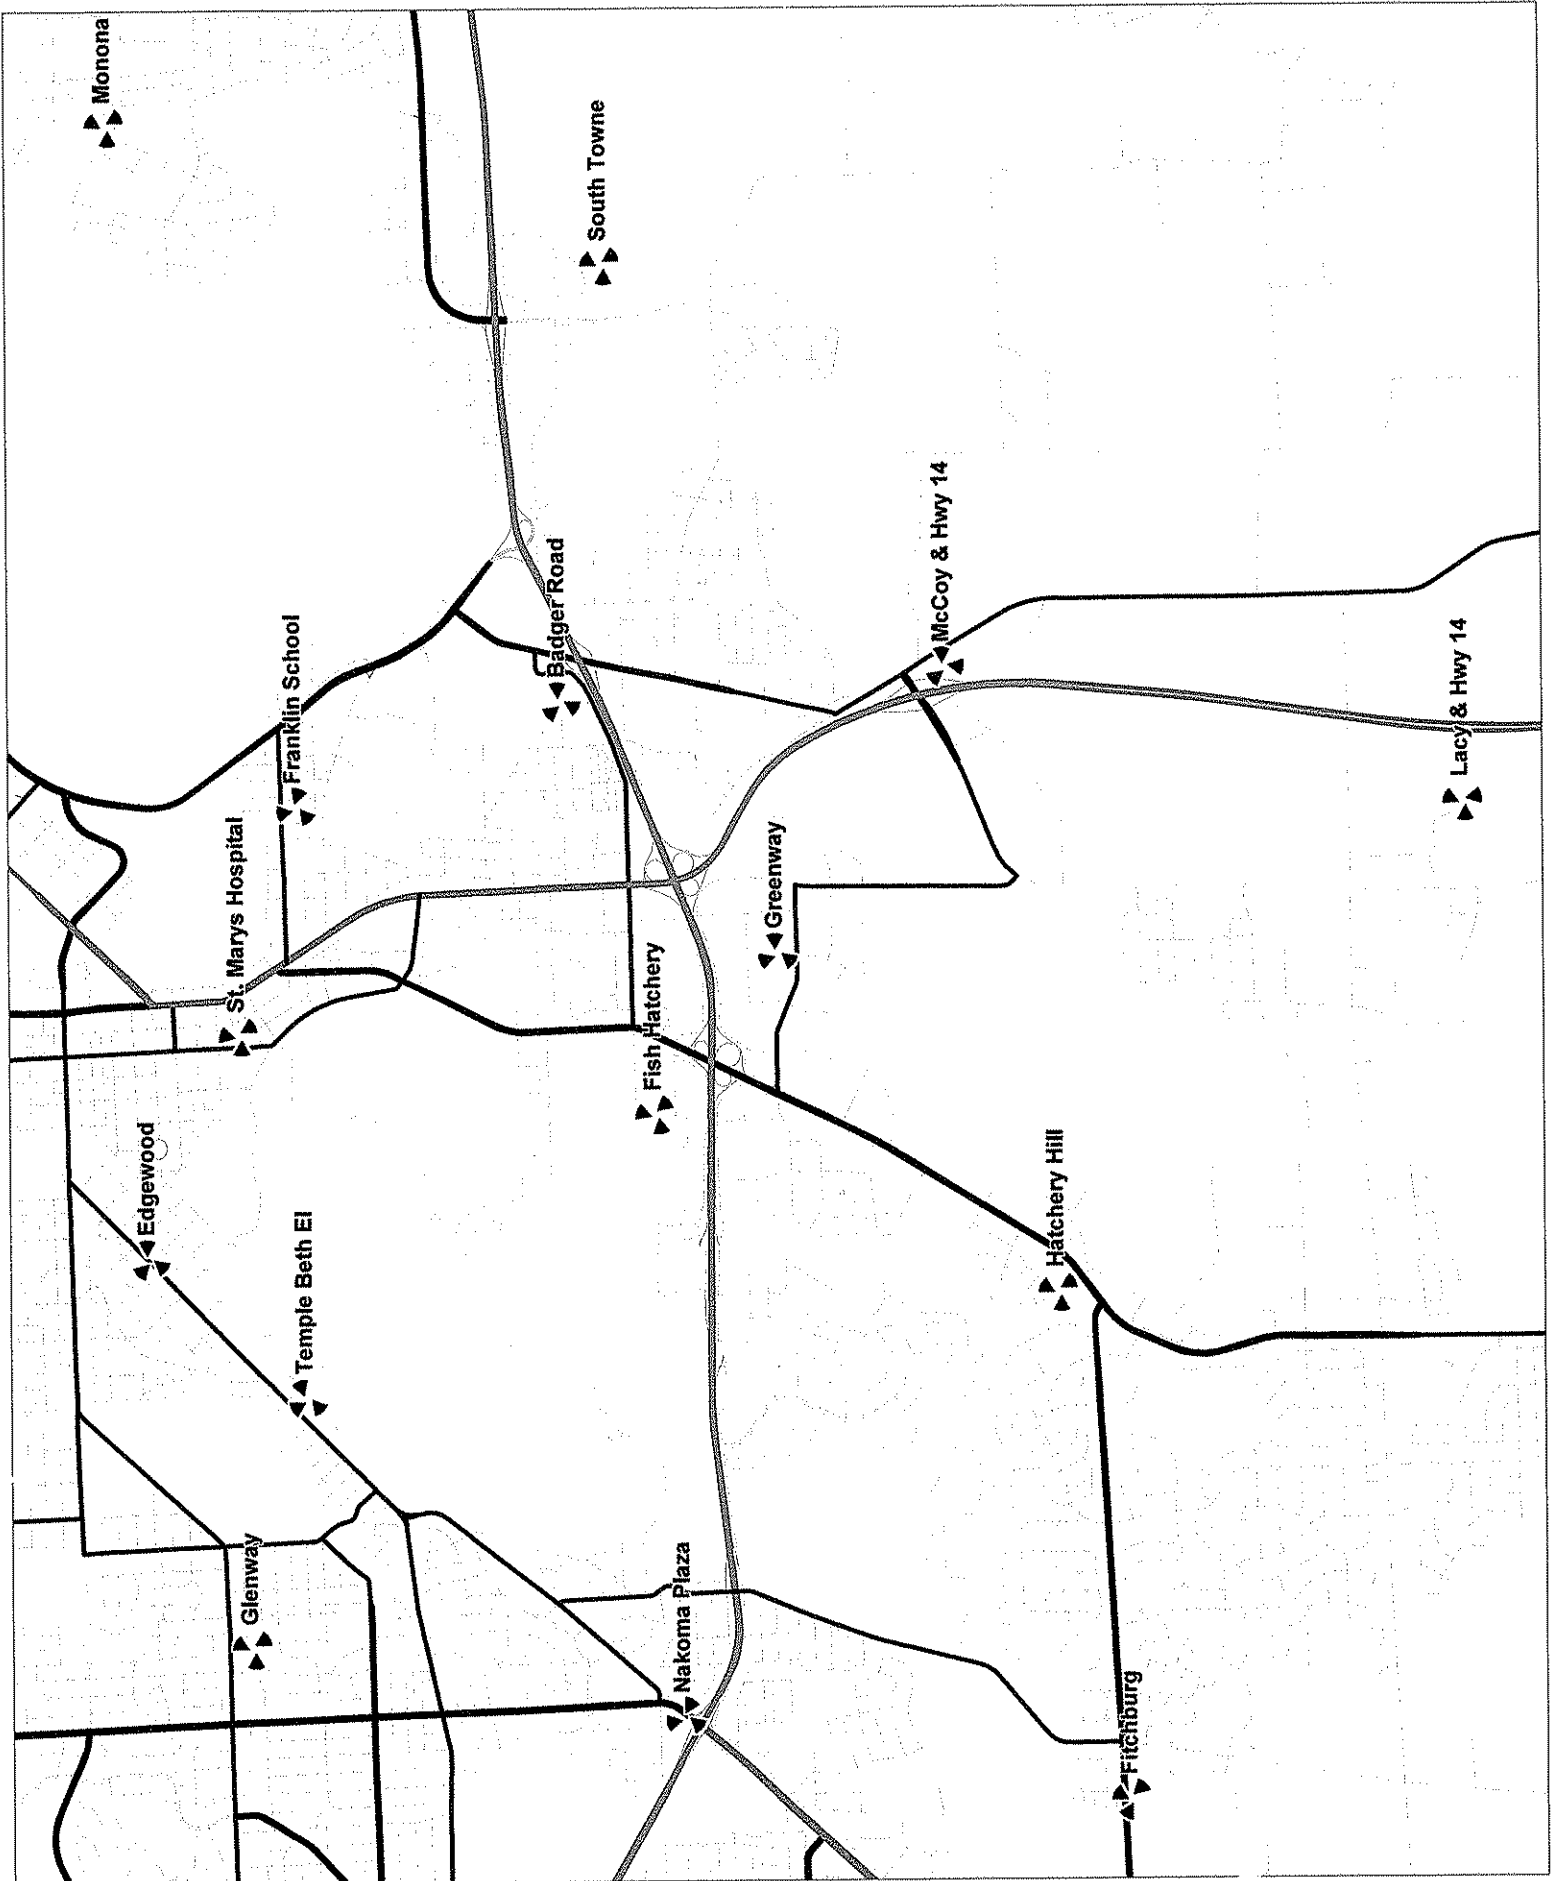 Monona
South Towne
Franklin School
Badger Road
McCoy & Hwy 14
Lacy & Hwy 14
St. Marys Hospital
Greenway
Fish Hatchery
Edgewood
Temple Beth El
Hatchery Hill
Glenway
Nakoma Plaza
Fitchburg